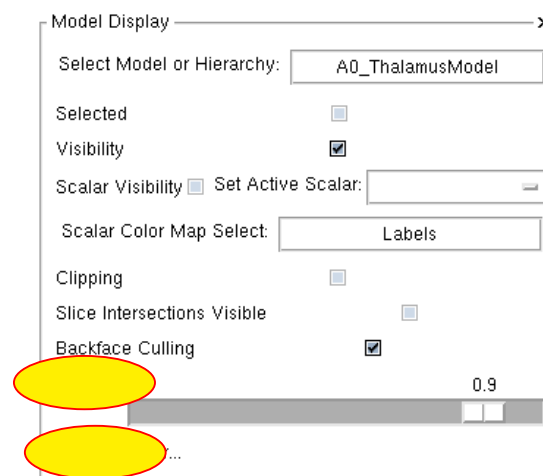 Model Display
Select Model or Hierarchy: A0_ThalamusModel
Selected
Visibility
Scalar Visibility Set Active Scalar:
Scalar Color Map Select: Labels
Clipping
Slice Intersections Visible
Backface Culling
0.9
...